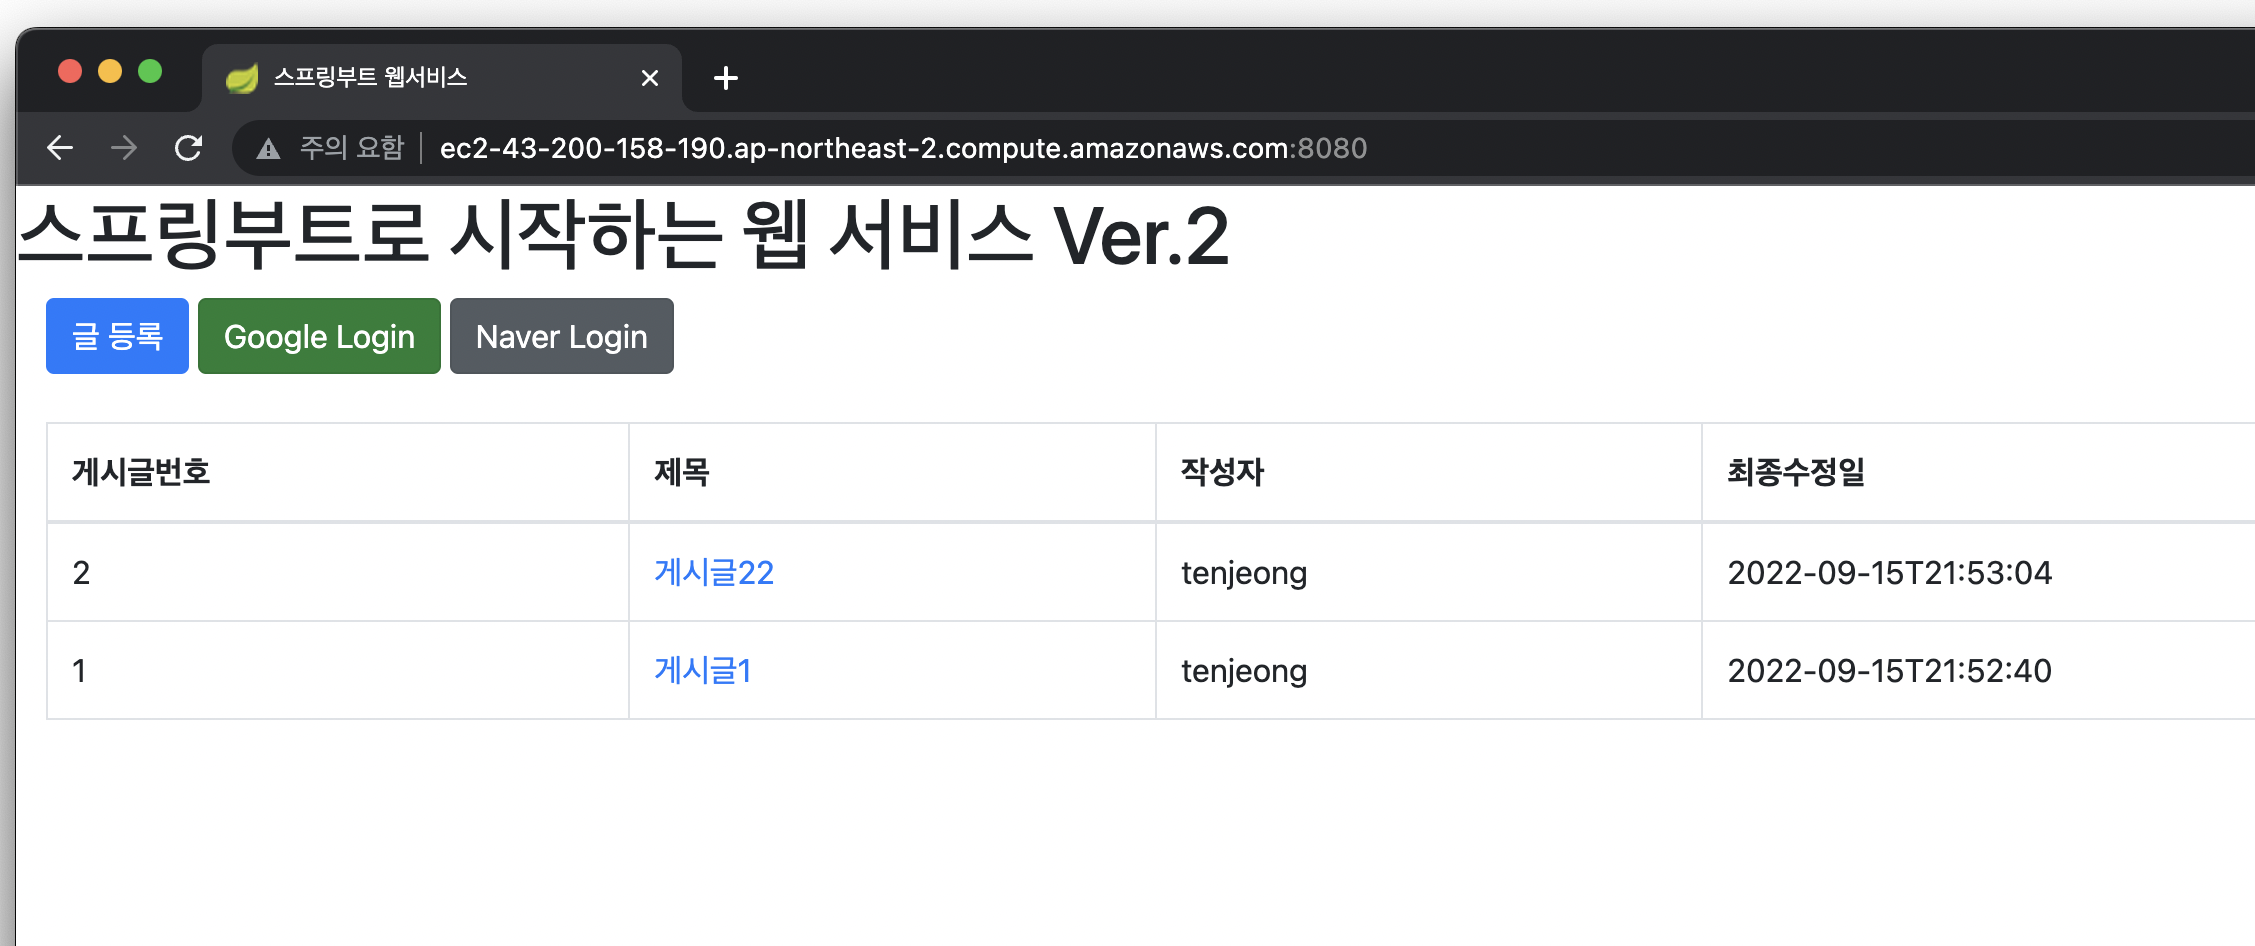 스프링부트 웹서비스
주의 요함 ec2-43-200-158-190.ap-northeast-2.compute.amazonaws.com:8080
스프링부트로 시작하는 웹 서비스 Ver.2
글 등록 Google Login Naver Login
게시글번호 제목 작성자 최종수정일
2 게시글22 tenjeong 2022-09-15T21:53:04
1 게시글1 tenjeong 2022-09-15T21:52:40